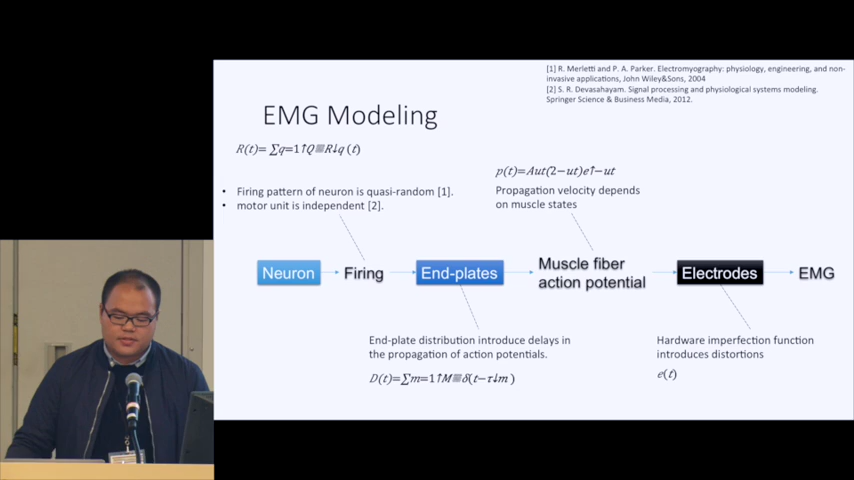 [1] R. Merletti and P. A. Parker. Electromyography: physiology, engineering, and non-
invasive applications, John Wiley&Sons, 2004
[2] S. R. Devasahayam. Signal processing and physiological systems modeling.
Springer Science & Business Media, 2012.
EMG Modeling
R(t)= ∑q=1↑Q≡R↓q (t)
p(t)=Aut(2−ut)e↑−ut
• Firing pattern of neuron is quasi-random [1].
• motor unit is independent [2].
Propagation velocity depends
on muscle states
Neuron
Firing
End-plates
Muscle fiber
action potential
Electrodes
EMG
End-plate distribution introduce delays in
the propagation of action potentials.
D(t)=∑m=1↑M≡δ(t−τ↓m )
Hardware imperfection function
introduces distortions
e(t)